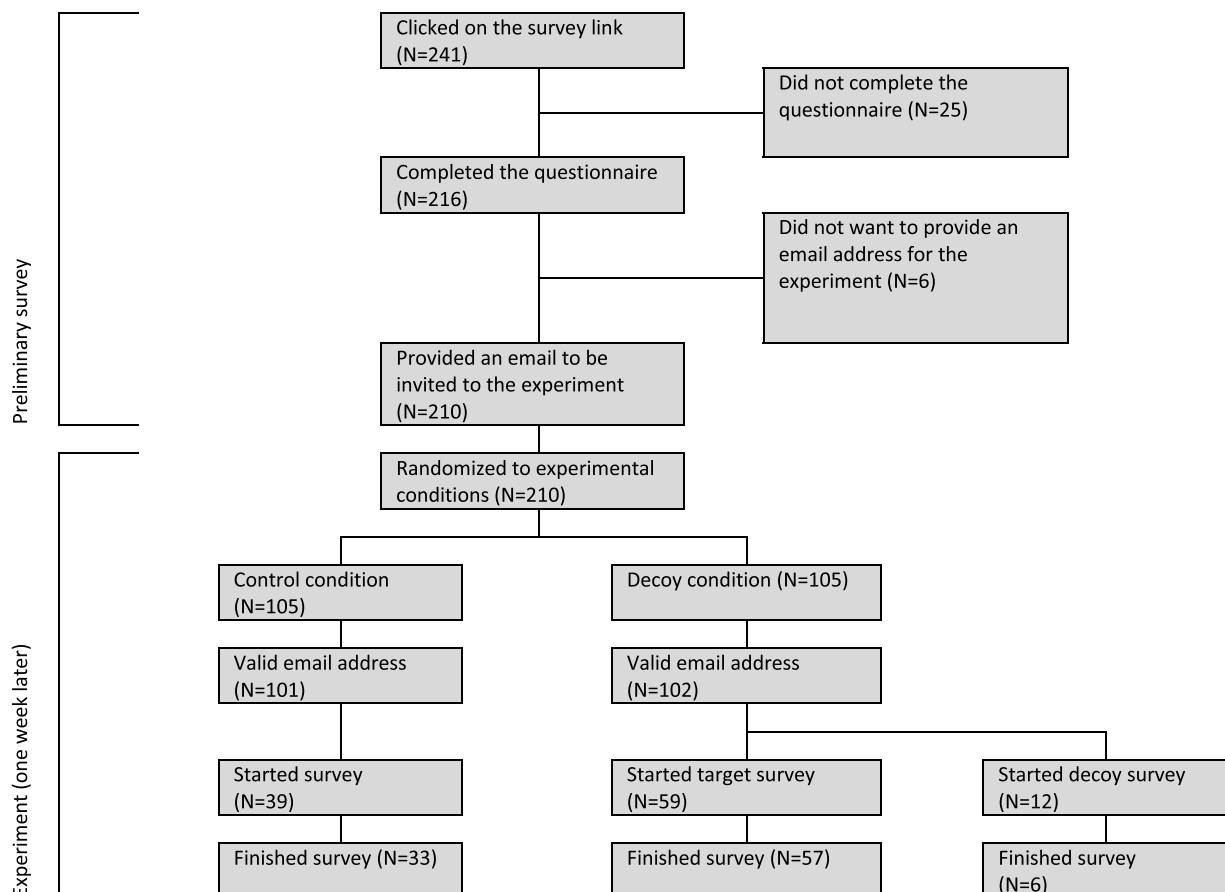 Clicked on the survey link
(N=241)
Did not complete the
questionnaire (N=25)
Completed the questionnaire
(N=216)
Did not want to provide an
email address for the
experiment (N=6)
Preliminary survey
Provided an email to be
invited to the experiment
(N=210)
Randomized to experimental
conditions (N=210)
Control condition
(N=105)
Decoy condition (N=105)
Valid email address
(N=101)
Valid email address
(N=102)
Experiment (one week later)
Started survey
(N=39)
Started target survey
(N=59)
Started decoy survey
(N=12)
Finished survey (N=33)
Finished survey (N=57)
Finished survey
(N=6)